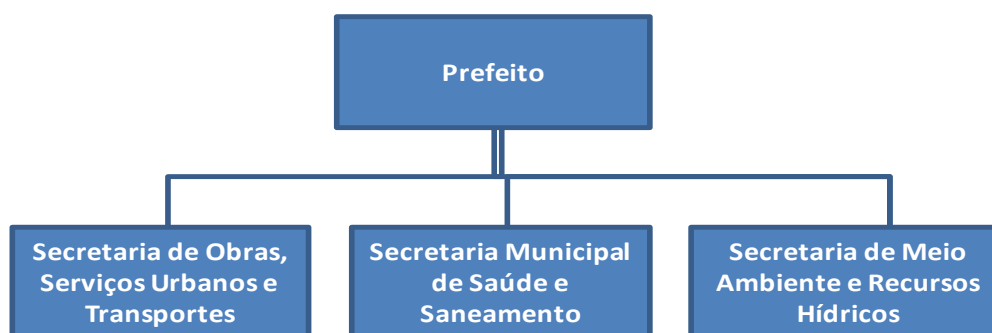 Prefeito
Secretaria de Obras,
Serviços Urbanos e
Transportes
Secretaria Municipal
de Saúde e
Saneamento
Secretaria de Meio
Ambiente e Recursos
Hídricos